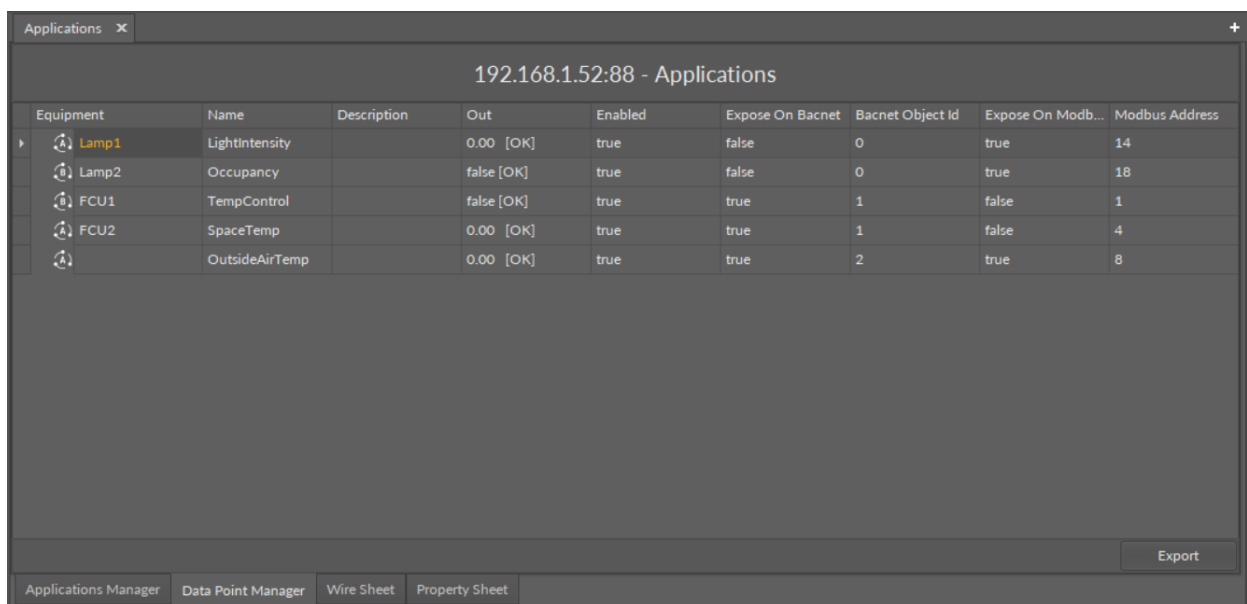 Applications
192.168.1.52:88 - Applications
Equipment Name Description Out Enabled Expose On Bacnet Bacnet Object Id Expose On Modb... Modbus Address
A Lamp1 LightIntensity 0.00 [OK] true false 0 true 14
B Lamp2 Occupancy false [OK] true false 0 true 18
B FCU1 TempControl false [OK] true true 1 false 1
A FCU2 SpaceTemp 0.00 [OK] true true 1 false 4
A OutsideAirTemp 0.00 [OK] true true 2 true 8
Export
Applications Manager Data Point Manager Wire Sheet Property Sheet